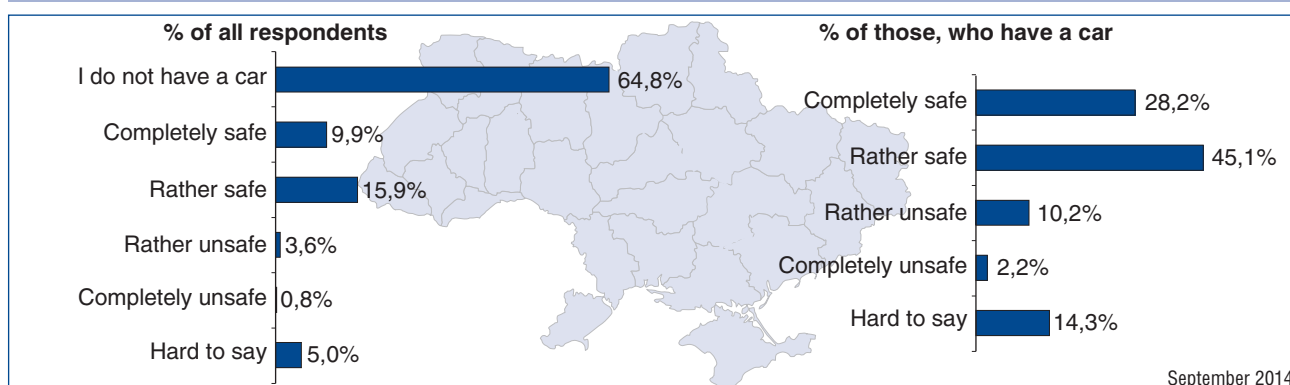 % of all respondents
I do not have a car 64,8%
Completely safe 9,9%
Rather safe 15,9%
Rather unsafe 3,6%
Completely unsafe 0,8%
Hard to say 5,0%
% of those, who have a car
Completely safe 28,2%
Rather safe 45,1%
Rather unsafe 10,2%
Completely unsafe 2,2%
Hard to say 14,3%
September 2014